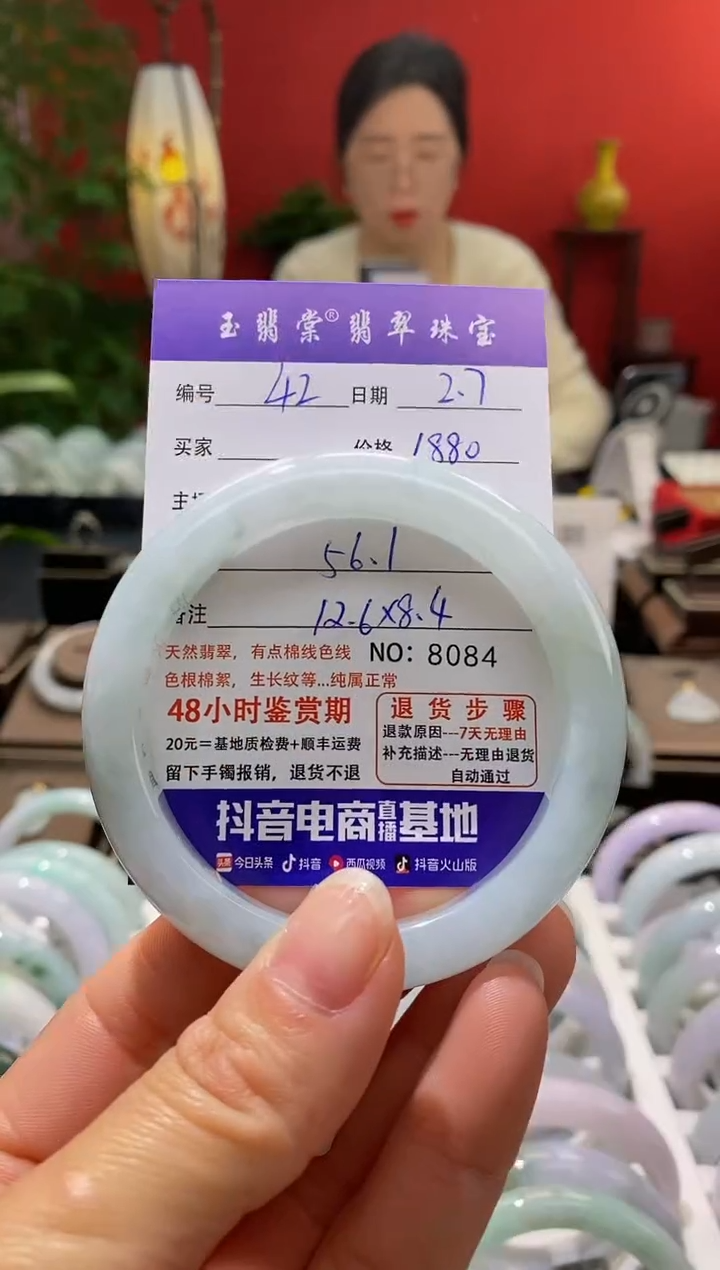 玉翡棠®翡翠珠宝
编号 42 日期 2.7
买家 价格 1880
主
56.1
备注 12.6×8.4
天然翡翠，有点棉线色线 NO：8084
色根棉絮，生长纹等...纯属正常
48小时鉴赏期
20元=基地质检费+顺丰运费
留下手镯报销，退货不退
退货步骤
退款原因---7天无理由
补充描述---无理由退货
自动通过
抖音电商直播基地
头条 今日头条 抖音 西瓜视频 抖音火山版